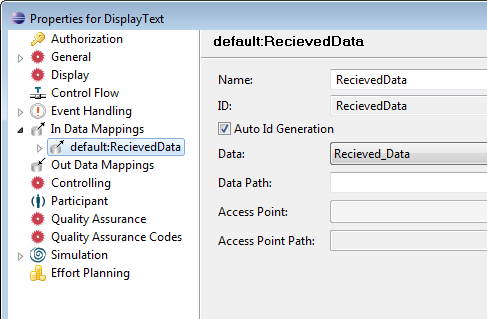 Properties for DisplayText
Authorization
General
Display
Control Flow
Event Handling
In Data Mappings
default:RecievedData
Out Data Mappings
Controlling
Participant
Quality Assurance
Quality Assurance Codes
Simulation
Effort Planning
default:RecievedData
Name: RecievedData
ID: RecievedData
Auto Id Generation
Data: Recieved_Data
Data Path:
Access Point:
Access Point Path: